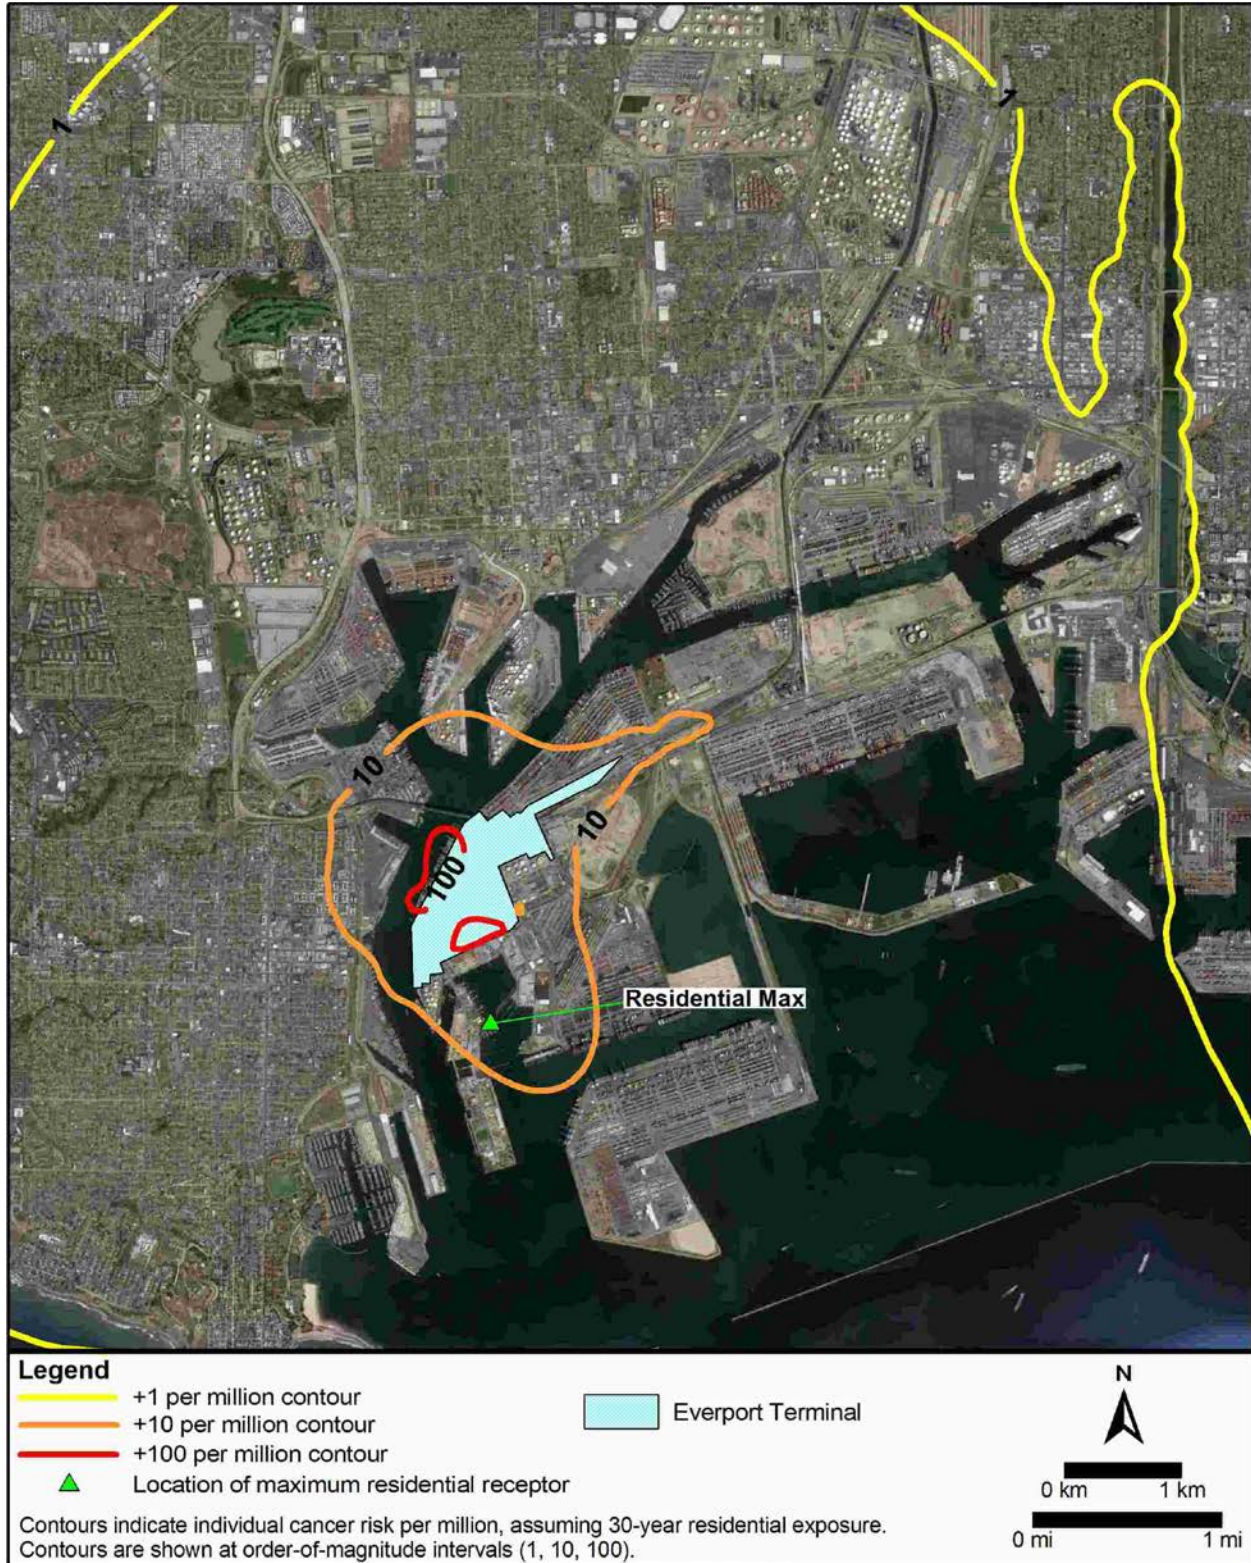 1
1
10
10
100
Residential Max
Legend
+1 per million contour
+10 per million contour
+100 per million contour
Location of maximum residential receptor
Everport Terminal
N
0 km 1 km
0 mi 1 mi
Contours indicate individual cancer risk per million, assuming 30-year residential exposure.
Contours are shown at order-of-magnitude intervals (1, 10, 100).